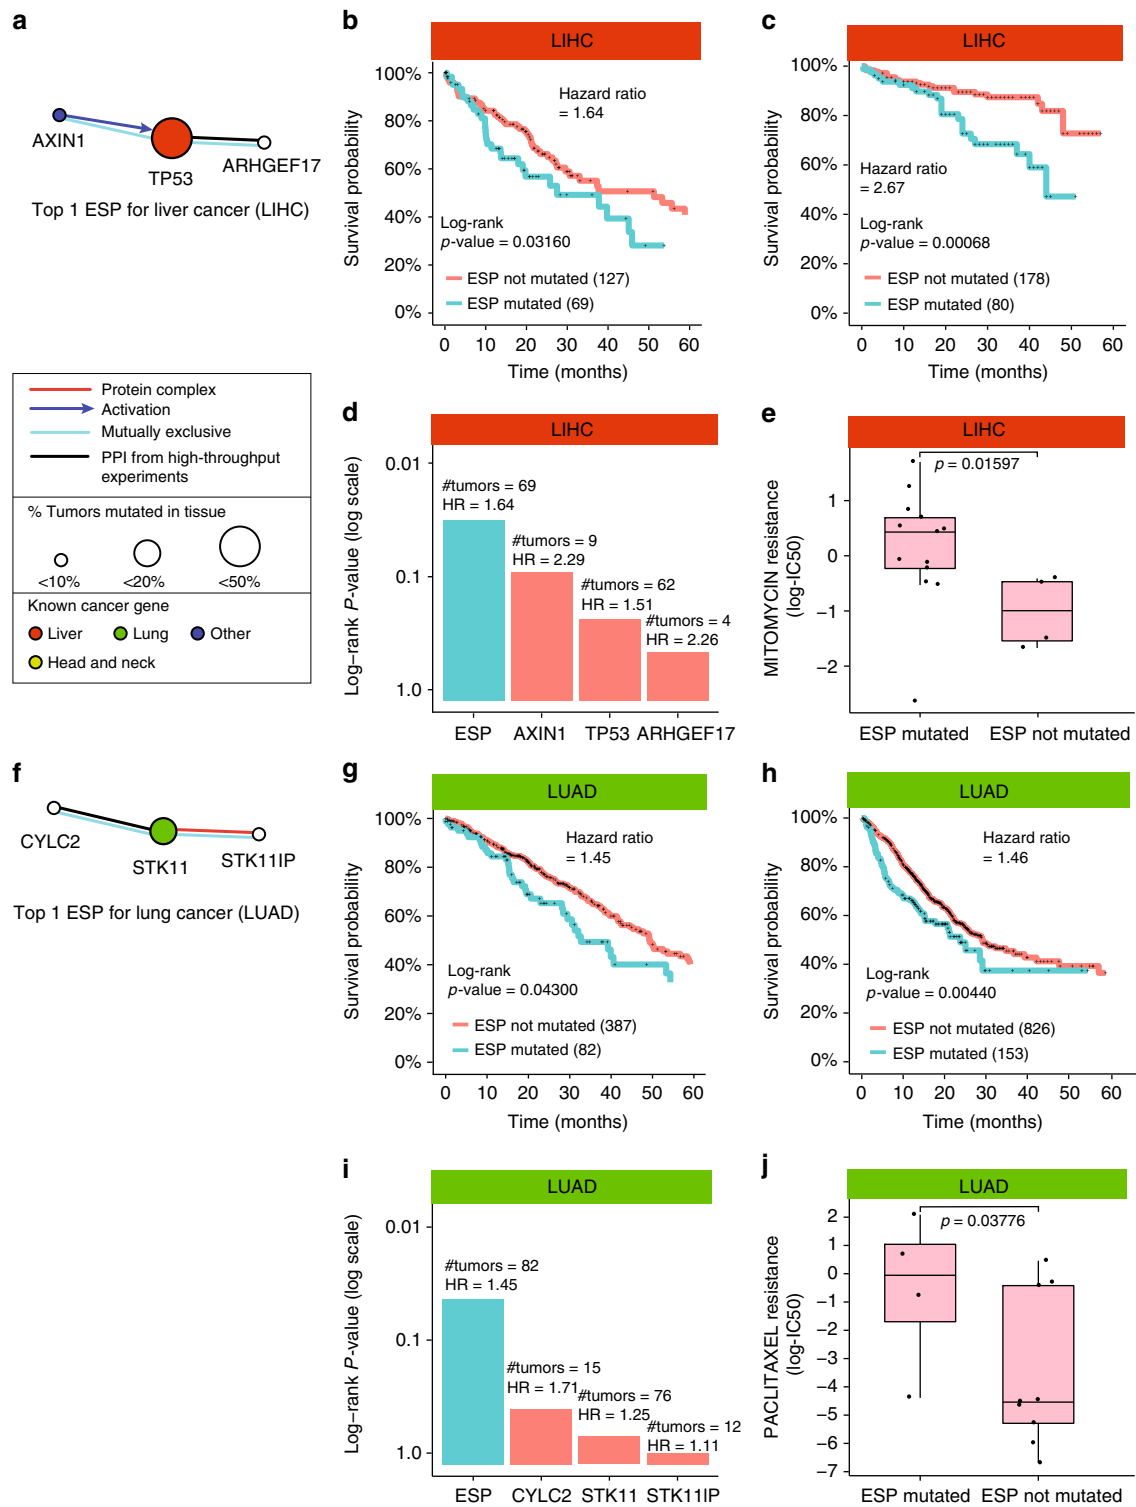 a
AXIN1
TP53
ARHGEF17
Top 1 ESP for liver cancer (LIHC)
Protein complex
Activation
Mutually exclusive
PPI from high-throughput
experiments
% Tumors mutated in tissue
<10%
<20%
<50%
Known cancer gene
Liver
Lung
Other
Head and neck
b
LIHC
Survival probability
100%
80%
60%
40%
20%
0%
Hazard ratio
= 1.64
Log-rank
p-value = 0.03160
ESP not mutated (127)
ESP mutated (69)
0 10 20 30 40 50 60
Time (months)
c
LIHC
Survival probability
100%
80%
60%
40%
20%
0%
Hazard ratio
= 2.67
Log-rank
p-value = 0.00068
ESP not mutated (178)
ESP mutated (80)
0 10 20 30 40 50 60
Time (months)
d
LIHC
Log–rank P-value (log scale)
0.01
0.1
1.0
#tumors = 69
HR = 1.64
#tumors = 9
HR = 2.29
#tumors = 62
HR = 1.51
#tumors = 4
HR = 2.26
ESP AXIN1 TP53 ARHGEF17
e
LIHC
p = 0.01597
MITOMYCIN resistance
(log-IC50)
1
0
–1
–2
ESP mutated ESP not mutated
f
CYLC2
STK11
STK11IP
Top 1 ESP for lung cancer (LUAD)
g
LUAD
Survival probability
100%
80%
60%
40%
20%
0%
Hazard ratio
= 1.45
Log-rank
p-value = 0.04300
ESP not mutated (387)
ESP mutated (82)
0 10 20 30 40 50 60
Time (months)
h
LUAD
Survival probability
100%
80%
60%
40%
20%
0%
Hazard ratio
= 1.46
Log-rank
p-value = 0.00440
ESP not mutated (826)
ESP mutated (153)
0 10 20 30 40 50 60
Time (months)
i
LUAD
Log–rank P-value (log scale)
0.01
0.1
1.0
#tumors = 82
HR = 1.45
#tumors = 15
HR = 1.71
#tumors = 76
HR = 1.25
#tumors = 12
HR = 1.11
ESP CYLC2 STK11 STK11IP
j
LUAD
p = 0.03776
PACLITAXEL resistance
(log-IC50)
2
1
0
–1
–2
–3
–4
–5
–6
–7
ESP mutated ESP not mutated